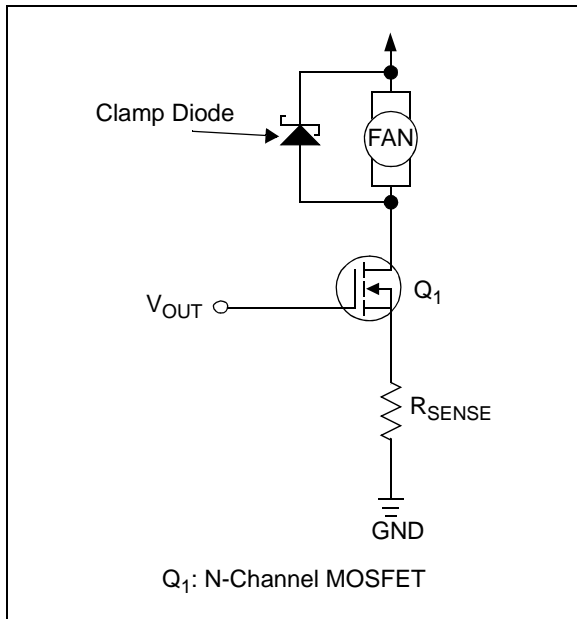 Clamp Diode
FAN
Q1
VOUT
RSENSE
GND
Q1: N-Channel MOSFET